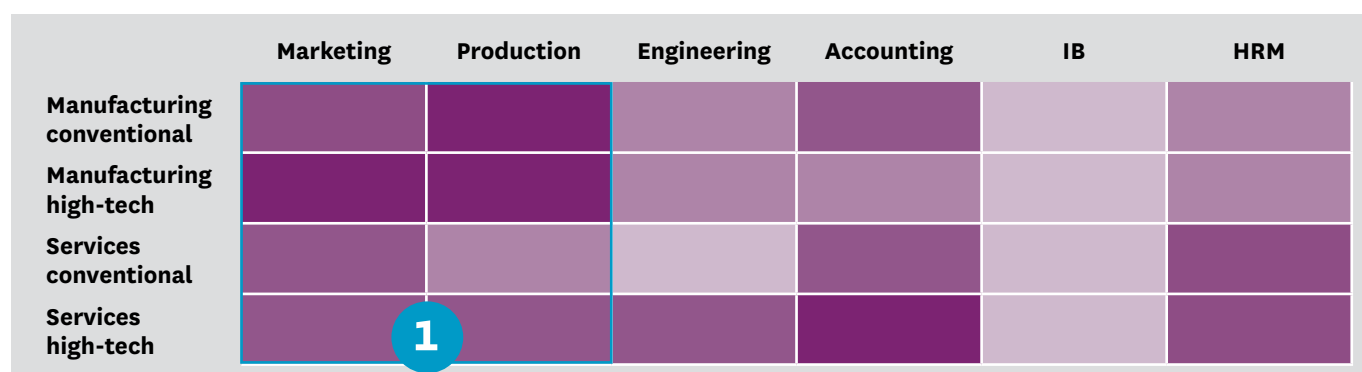 Marketing Production Engineering Accounting IB HRM
Manufacturing
conventional
Manufacturing
high-tech
Services
conventional
Services
high-tech
1